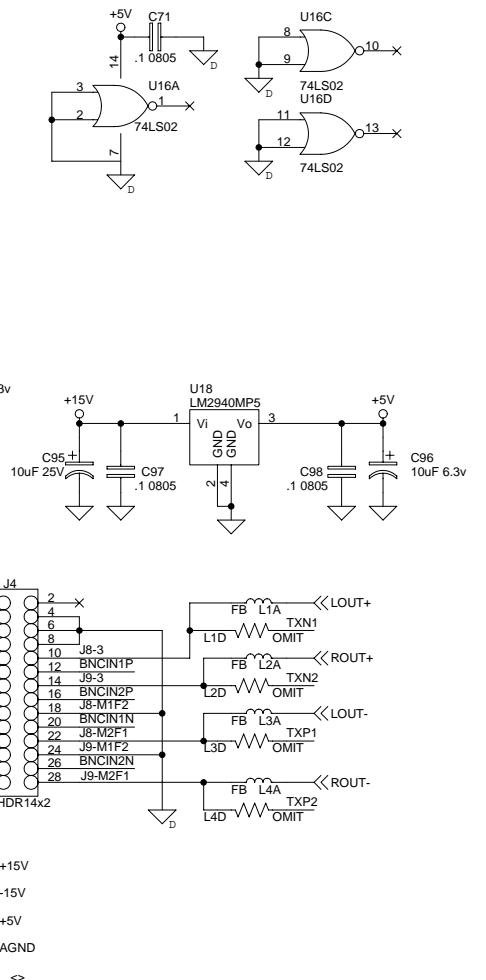 +5V
C71
.1 0805
14
U16A
3
2
1
74LS02
7
D
D
U16C
8
9
10
74LS02
D
U16D
11
12
13
74LS02
D
3v
+15V
U18
LM2940MP5
+5V
1
Vi
Vo
3
GND
GND
2
4
C95
+
10uF 25V
C97
.1 0805
C98
.1 0805
+
C96
10uF 6.3v
J4
2
4
6
8
10
J8-3
12
BNCIN1P
14
J9-3
16
BNCIN2P
18
J8-M1F2
20
BNCIN1N
22
J8-M2F1
24
J9-M1F2
26
BNCIN2N
28
J9-M2F1
HDR14x2
D
FB
L1A
LOUT+
L1D
TXN1
OMIT
FB
L2A
ROUT+
L2D
TXN2
OMIT
FB
L3A
LOUT-
L3D
TXP1
OMIT
FB
L4A
ROUT-
L4D
TXP2
OMIT
+15V
-15V
+5V
AGND
<>